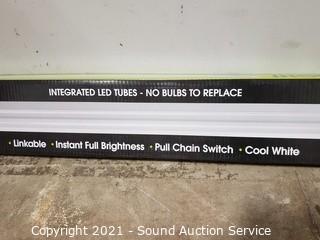 INTEGRATED LED TUBES - NO BULBS TO REPLACE
• Linkable • Instant Full Brightness • Pull Chain Switch • Cool White
Copyright 2021 - Sound Auction Service